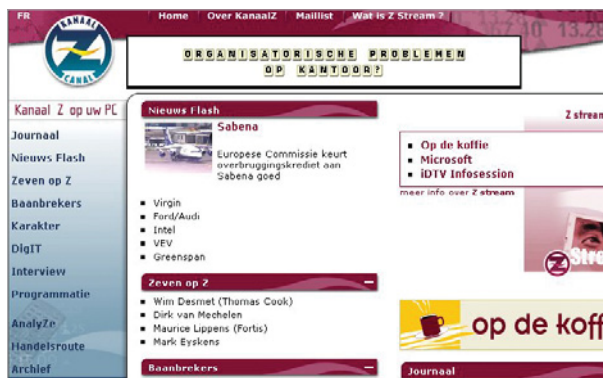 FR
Home
Over KanaalZ
Maillist
Wat is Z Stream ?
KANAAL
Z
CANAL
13.28
ORGANISATORISCHE PROBLEMEN
OP KANTOOR?
Kanaal Z op uw PC
Journaal
Nieuws Flash
Zeven op Z
Baanbrekers
Karakter
DigIT
Interview
Programmatie
AnalyZe
Handelsroute
Archief
Nieuws Flash
Sabena
Europese Commissie keurt
overbruggingskrediet aan
Sabena goed
Virgin
Ford/Audi
Intel
VEV
Greenspan
Zeven op Z
Wim Desmet (Thomas Cook)
Dirk van Mechelen
Maurice Lippens (Fortis)
Mark Eyskens
Baanbrekers
Z stream
Op de koffie
Microsoft
iDTV Infosession
meer info over Z stream
Z Stre
op de koff
Journaal